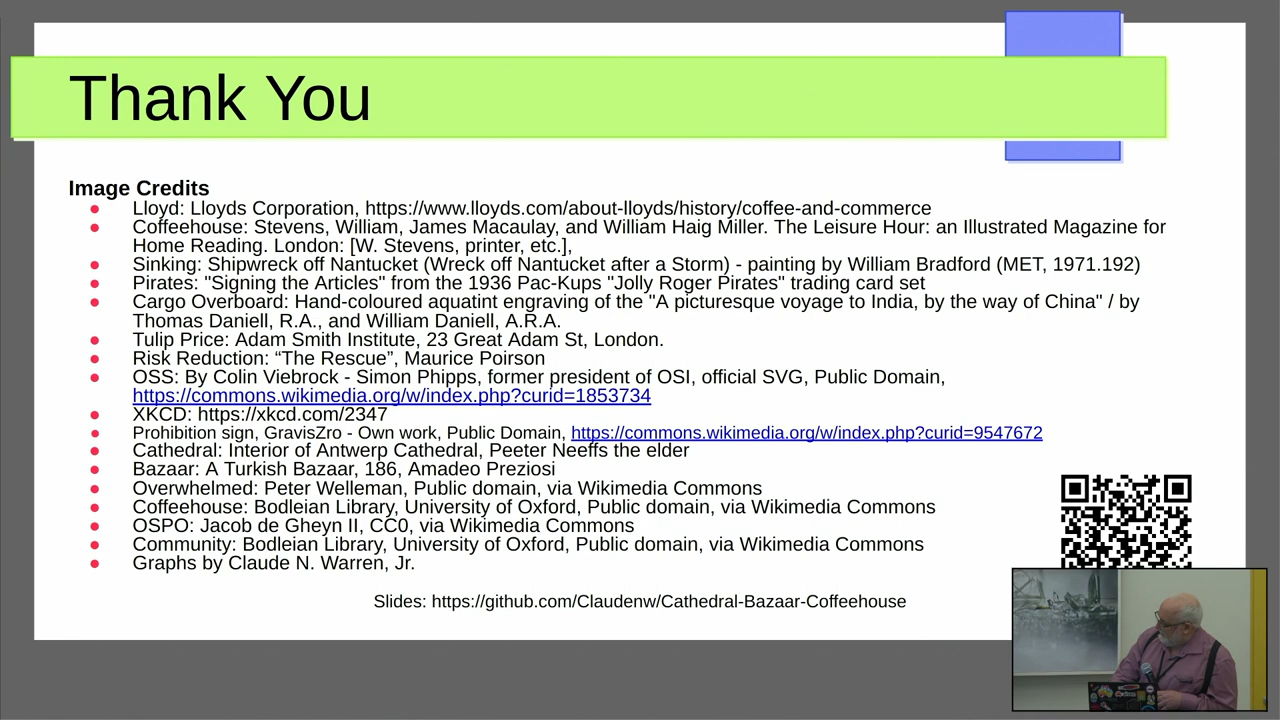 Thank You
Image Credits
Lloyd: Lloyds Corporation, https://www.lloyds.com/about-lloyds/history/coffee-and-commerce
Coffeehouse: Stevens, William, James Macaulay, and William Haig Miller. The Leisure Hour: an Illustrated Magazine for
Home Reading. London: [W. Stevens, printer, etc.],
Sinking: Shipwreck off Nantucket (Wreck off Nantucket after a Storm) - painting by William Bradford (MET, 1971.192)
Pirates: "Signing the Articles" from the 1936 Pac-Kups "Jolly Roger Pirates" trading card set
Cargo Overboard: Hand-coloured aquatint engraving of the "A picturesque voyage to India, by the way of China" / by
Thomas Daniell, R.A., and William Daniell, A.R.A.
Tulip Price: Adam Smith Institute, 23 Great Adam St, London.
Risk Reduction: “The Rescue”, Maurice Poirson
OSS: By Colin Viebrock - Simon Phipps, former president of OSI, official SVG, Public Domain,
https://commons.wikimedia.org/w/index.php?curid=1853734
XKCD: https://xkcd.com/2347
Prohibition sign, GravisZro - Own work, Public Domain, https://commons.wikimedia.org/w/index.php?curid=9547672
Cathedral: Interior of Antwerp Cathedral, Peeter Neeffs the elder
Bazaar: A Turkish Bazaar, 186, Amadeo Preziosi
Overwhelmed: Peter Welleman, Public domain, via Wikimedia Commons
Coffeehouse: Bodleian Library, University of Oxford, Public domain, via Wikimedia Commons
OSPO: Jacob de Gheyn II, CC0, via Wikimedia Commons
Community: Bodleian Library, University of Oxford, Public domain, via Wikimedia Commons
Graphs by Claude N. Warren, Jr.
Slides: https://github.com/Claudenw/Cathedral-Bazaar-Coffeehouse